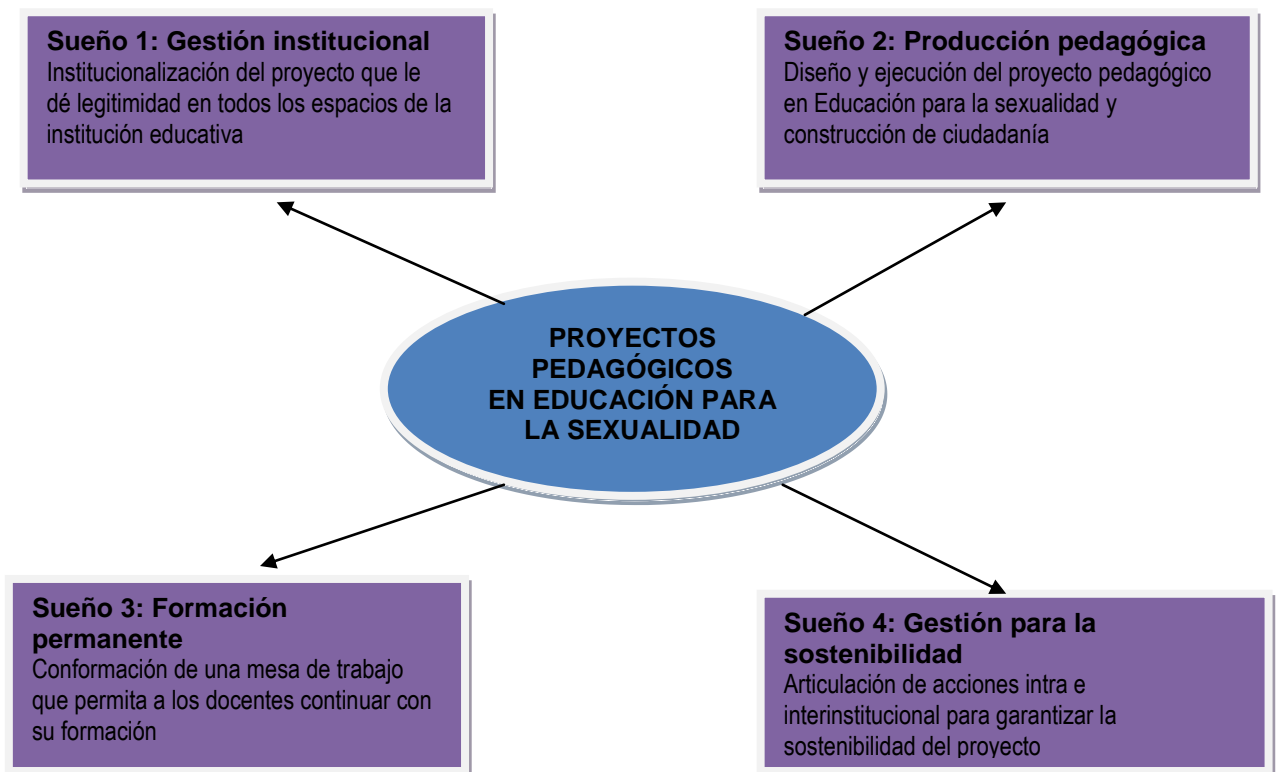 Sueño 1: Gestión institucional
Institucionalización del proyecto que le
dé legitimidad en todos los espacios de la
institución educativa
Sueño 2: Producción pedagógica
Diseño y ejecución del proyecto pedagógico
en Educación para la sexualidad y
construcción de ciudadanía
PROYECTOS
PEDAGÓGICOS
EN EDUCACIÓN PARA
LA SEXUALIDAD
Sueño 3: Formación
permanente
Conformación de una mesa de trabajo
que permita a los docentes continuar con
su formación
Sueño 4: Gestión para la
sostenibilidad
Articulación de acciones intra e
interinstitucional para garantizar la
sostenibilidad del proyecto